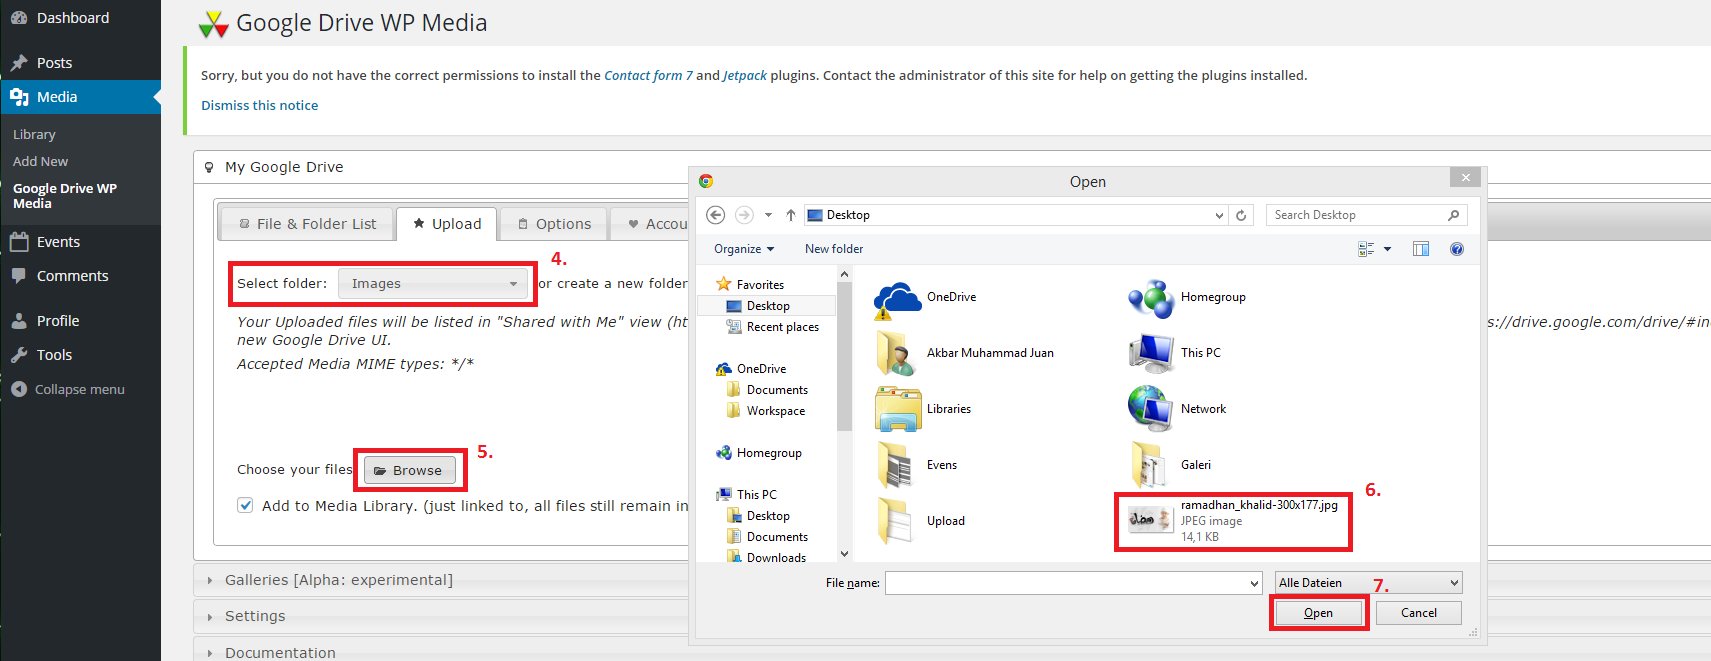 Dashboard
Posts
Media
Library
Add New
Google Drive WP
Media
Events
Comments
Profile
Tools
Collapse menu
Google Drive WP Media
Sorry, but you do not have the correct permissions to install the Contact form 7 and Jetpack plugins. Contact the administrator of this site for help on getting the plugins installed.
Dismiss this notice
My Google Drive
File & Folder List
Upload
Options
Accou
4.
Select folder: Images or create a new folder
Your Uploaded files will be listed in "Shared with Me" view (ht
s://drive.google.com/drive/#in
new Google Drive UI.
Accepted Media MIME types: */*
5.
Choose your files Browse
Add to Media Library. (just linked to, all files still remain in
Galleries [Alpha: experimental]
Settings
Documentation
Open
Desktop
Search Desktop
Organize
New folder
Favorites
Desktop
Recent places
OneDrive
Documents
Workspace
Homegroup
This PC
Desktop
Documents
Downloads
OneDrive
Homegroup
Akbar Muhammad Juan
This PC
Libraries
Network
Evens
Galeri
Upload
6.
ramadhan_khalid-300x177.jpg
JPEG image
14,1 KB
File name:
Alle Dateien
7.
Open
Cancel